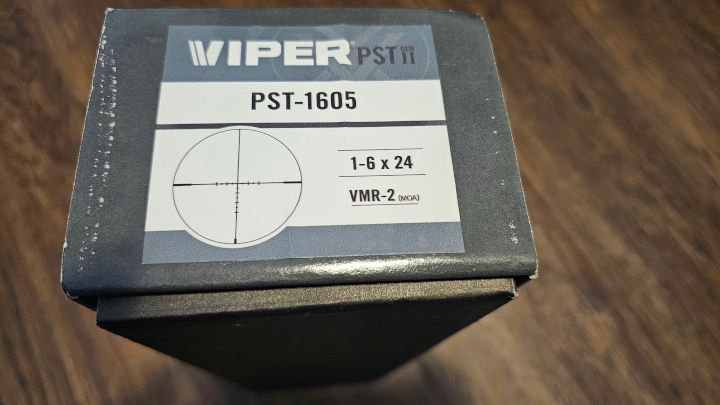 VIPER PST GEN II
PST-1605
1-6 x 24
VMR-2 (MOA)